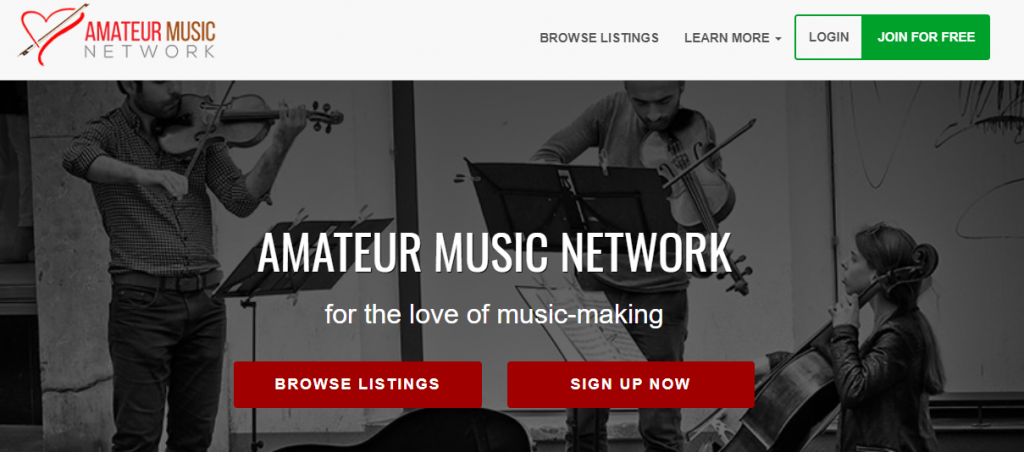 AMATEUR MUSIC
NETWORK
BROWSE LISTINGS
LEARN MORE
LOGIN
JOIN FOR FREE
AMATEUR MUSIC NETWORK
for the love of music-making
BROWSE LISTINGS
SIGN UP NOW